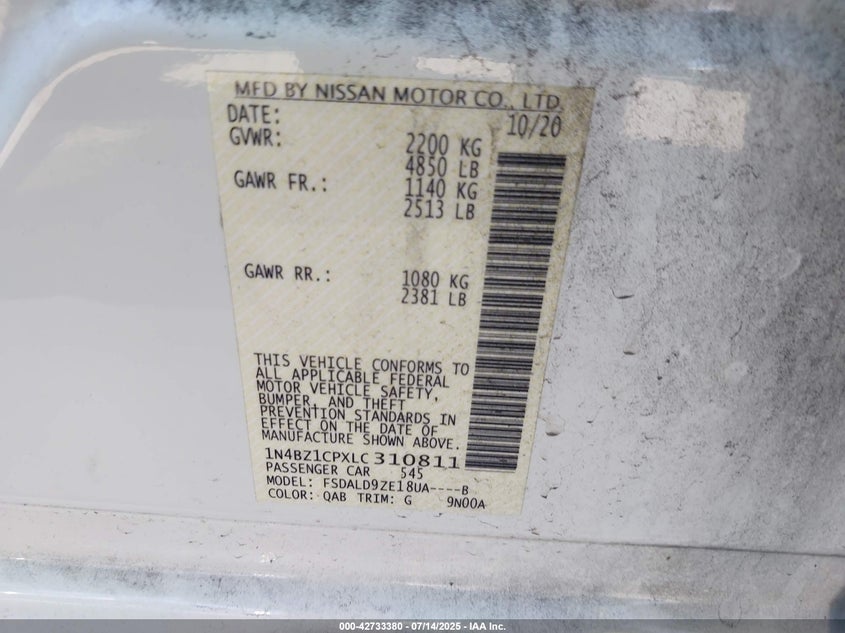 MFD BY NISSAN MOTOR CO., LTD.
DATE: 10/20
GVWR: 2200 KG
4850 LB
GAWR FR.: 1140 KG
2513 LB
GAWR RR.: 1080 KG
2381 LB
THIS VEHICLE CONFORMS TO
ALL APPLICABLE FEDERAL
MOTOR VEHICLE SAFETY,
BUMPER, AND THEFT
PREVENTION STANDARDS IN
EFFECT ON THE DATE OF
MANUFACTURE SHOWN ABOVE.
1N4BZ1CPXLC 310811
PASSENGER CAR 545
MODEL: FSDALD9ZE18UA----B
COLOR: QAB TRIM: G 9N00A
000-42733380 - 07/14/2025 - IAA Inc.